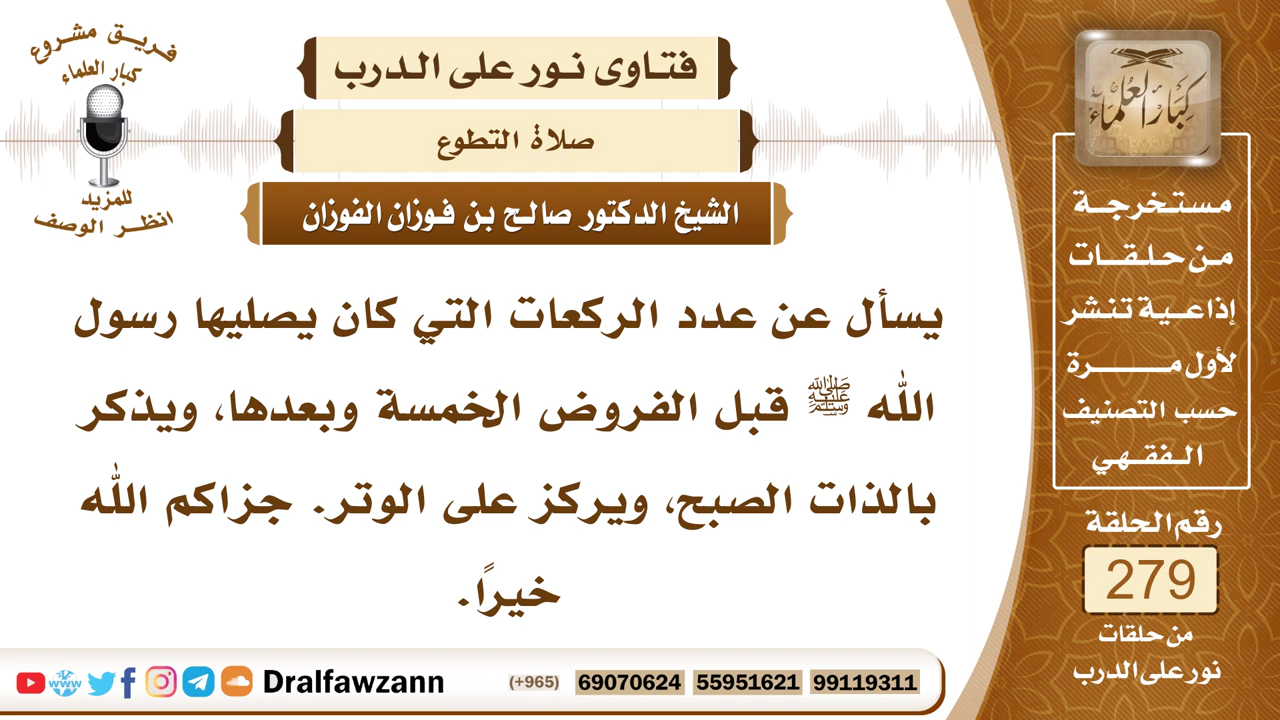 فريق مشروع
كبار العلماء
للمزيد
انظر الوصف
فتاوى نور على الدرب
صلاة التطوع
الشيخ الدكتور صالح بن فوزان الفوزان
يسأل عن عدد الركعات التي كان يصليها رسول
الله ﷺ قبل الفروض الخمسة وبعدها، ويذكر
بالذات الصبح، ويركز على الوتر. جزاكم الله
خيرًا.
كبار العلماء
مستخرجة
من حلقات
إذاعية تنشر
لأول مرة
حسب التصنيف
الفقهي
رقم الحلقة
279
من حلقات
نور على الدرب
Dralfawzann (+965) 69070624 55951621 99119311